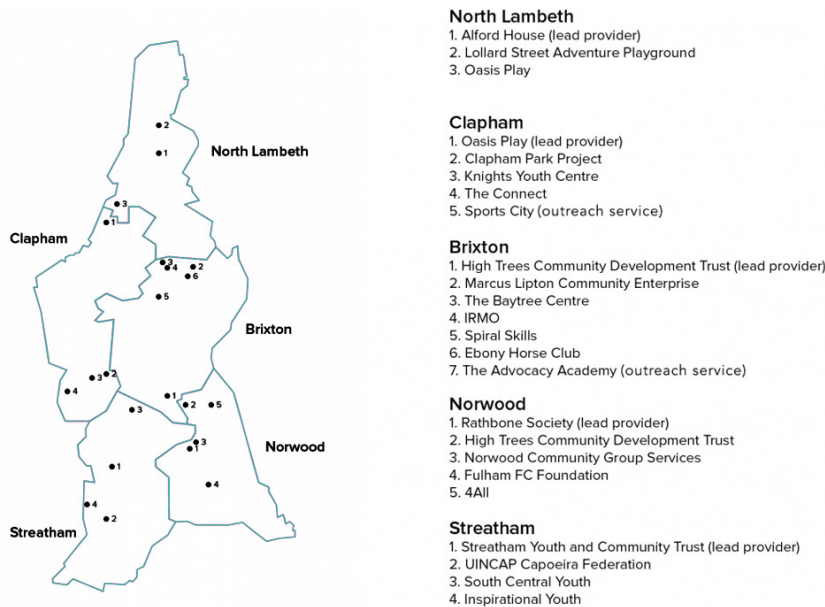 2
1
North Lambeth
3
1
Clapham
3
4
2
6
5
Brixton
2
3
4
1
2
5
3
3
1
Norwood
1
4
4
2
Streatham
North Lambeth
1. Alford House (lead provider)
2. Lollard Street Adventure Playground
3. Oasis Play
Clapham
1. Oasis Play (lead provider)
2. Clapham Park Project
3. Knights Youth Centre
4. The Connect
5. Sports City (outreach service)
Brixton
1. High Trees Community Development Trust (lead provider)
2. Marcus Lipton Community Enterprise
3. The Baytree Centre
4. IRMO
5. Spiral Skills
6. Ebony Horse Club
7. The Advocacy Academy (outreach service)
Norwood
1. Rathbone Society (lead provider)
2. High Trees Community Development Trust
3. Norwood Community Group Services
4. Fulham FC Foundation
5. 4All
Streatham
1. Streatham Youth and Community Trust (lead provider)
2. UINCAP Capoeira Federation
3. South Central Youth
4. Inspirational Youth